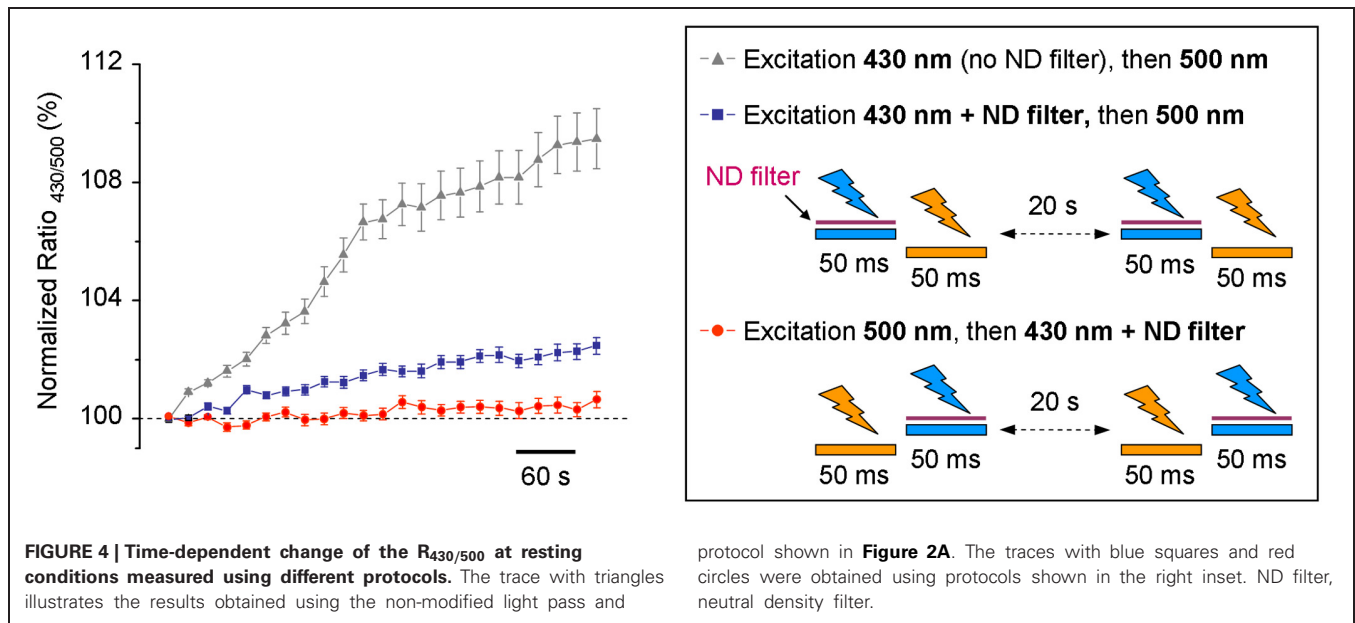 112
108
104
100
Normalized Ratio 430/500 (%)
60 s
Excitation 430 nm (no ND filter), then 500 nm
Excitation 430 nm + ND filter, then 500 nm
ND filter
20 s
50 ms
50 ms
50 ms
50 ms
Excitation 500 nm, then 430 nm + ND filter
20 s
50 ms
50 ms
50 ms
50 ms
FIGURE 4 | Time-dependent change of the R430/500 at resting
conditions measured using different protocols. The trace with triangles
illustrates the results obtained using the non-modified light pass and
protocol shown in Figure 2A. The traces with blue squares and red
circles were obtained using protocols shown in the right inset. ND filter,
neutral density filter.